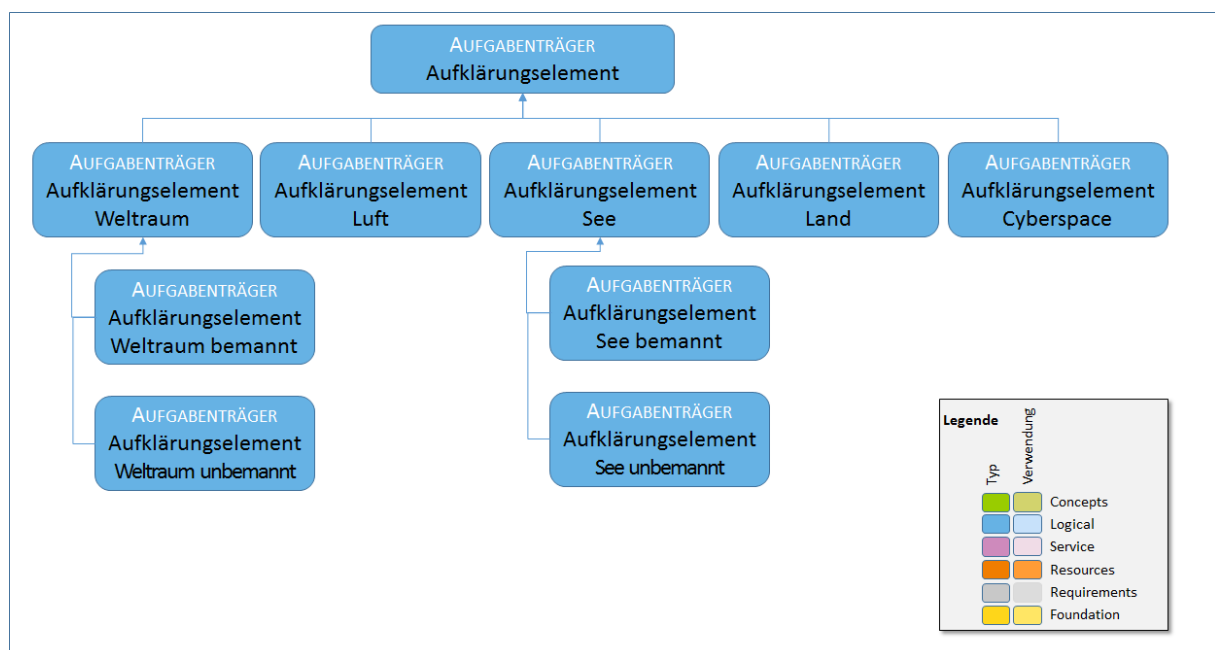 AUFGABENTRÄGER
Aufklärungselement
AUFGABENTRÄGER
Aufklärungselement
Weltraum
AUFGABENTRÄGER
Aufklärungselement
Luft
AUFGABENTRÄGER
Aufklärungselement
See
AUFGABENTRÄGER
Aufklärungselement
Land
AUFGABENTRÄGER
Aufklärungselement
Cyberspace
AUFGABENTRÄGER
Aufklärungselement
Weltraum bemannt
AUFGABENTRÄGER
Aufklärungselement
See bemannt
AUFGABENTRÄGER
Aufklärungselement
Weltraum unbemannt
AUFGABENTRÄGER
Aufklärungselement
See unbemannt
Legende
Typ
Verwendung
Concepts
Logical
Service
Resources
Requirements
Foundation